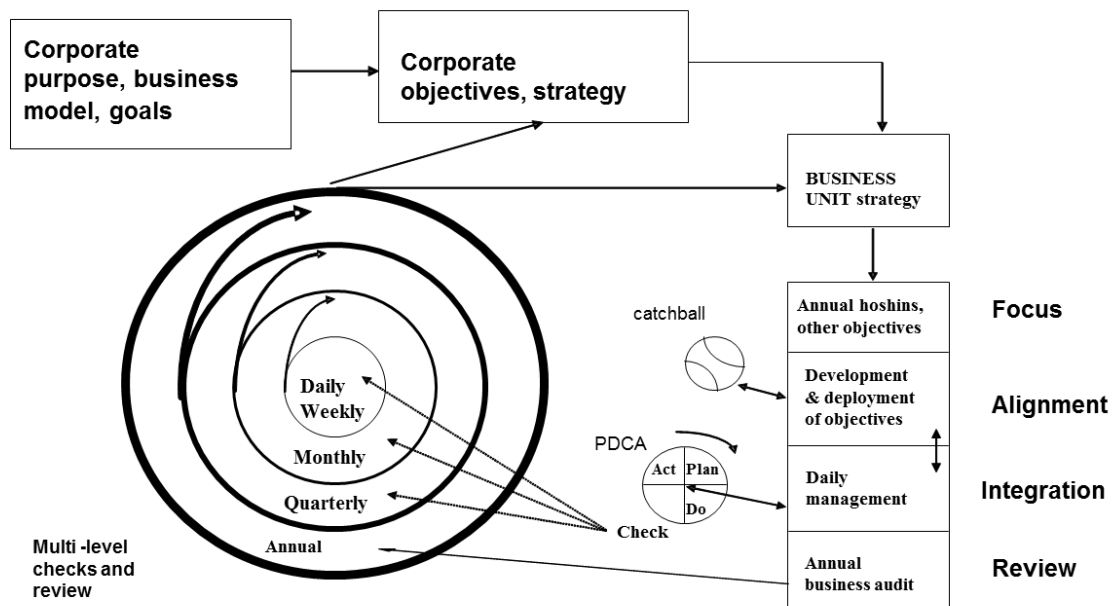 Corporate
purpose, business
model, goals
Corporate
objectives, strategy
BUSINESS
UNIT strategy
Annual hoshins,
other objectives
Focus
catchball
Development
& deployment
of objectives
Alignment
Daily
Weekly
Monthly
Quarterly
Annual
PDCA
Act Plan
Do
Check
Daily
management
Integration
Multi -level
checks and
review
Annual
business audit
Review